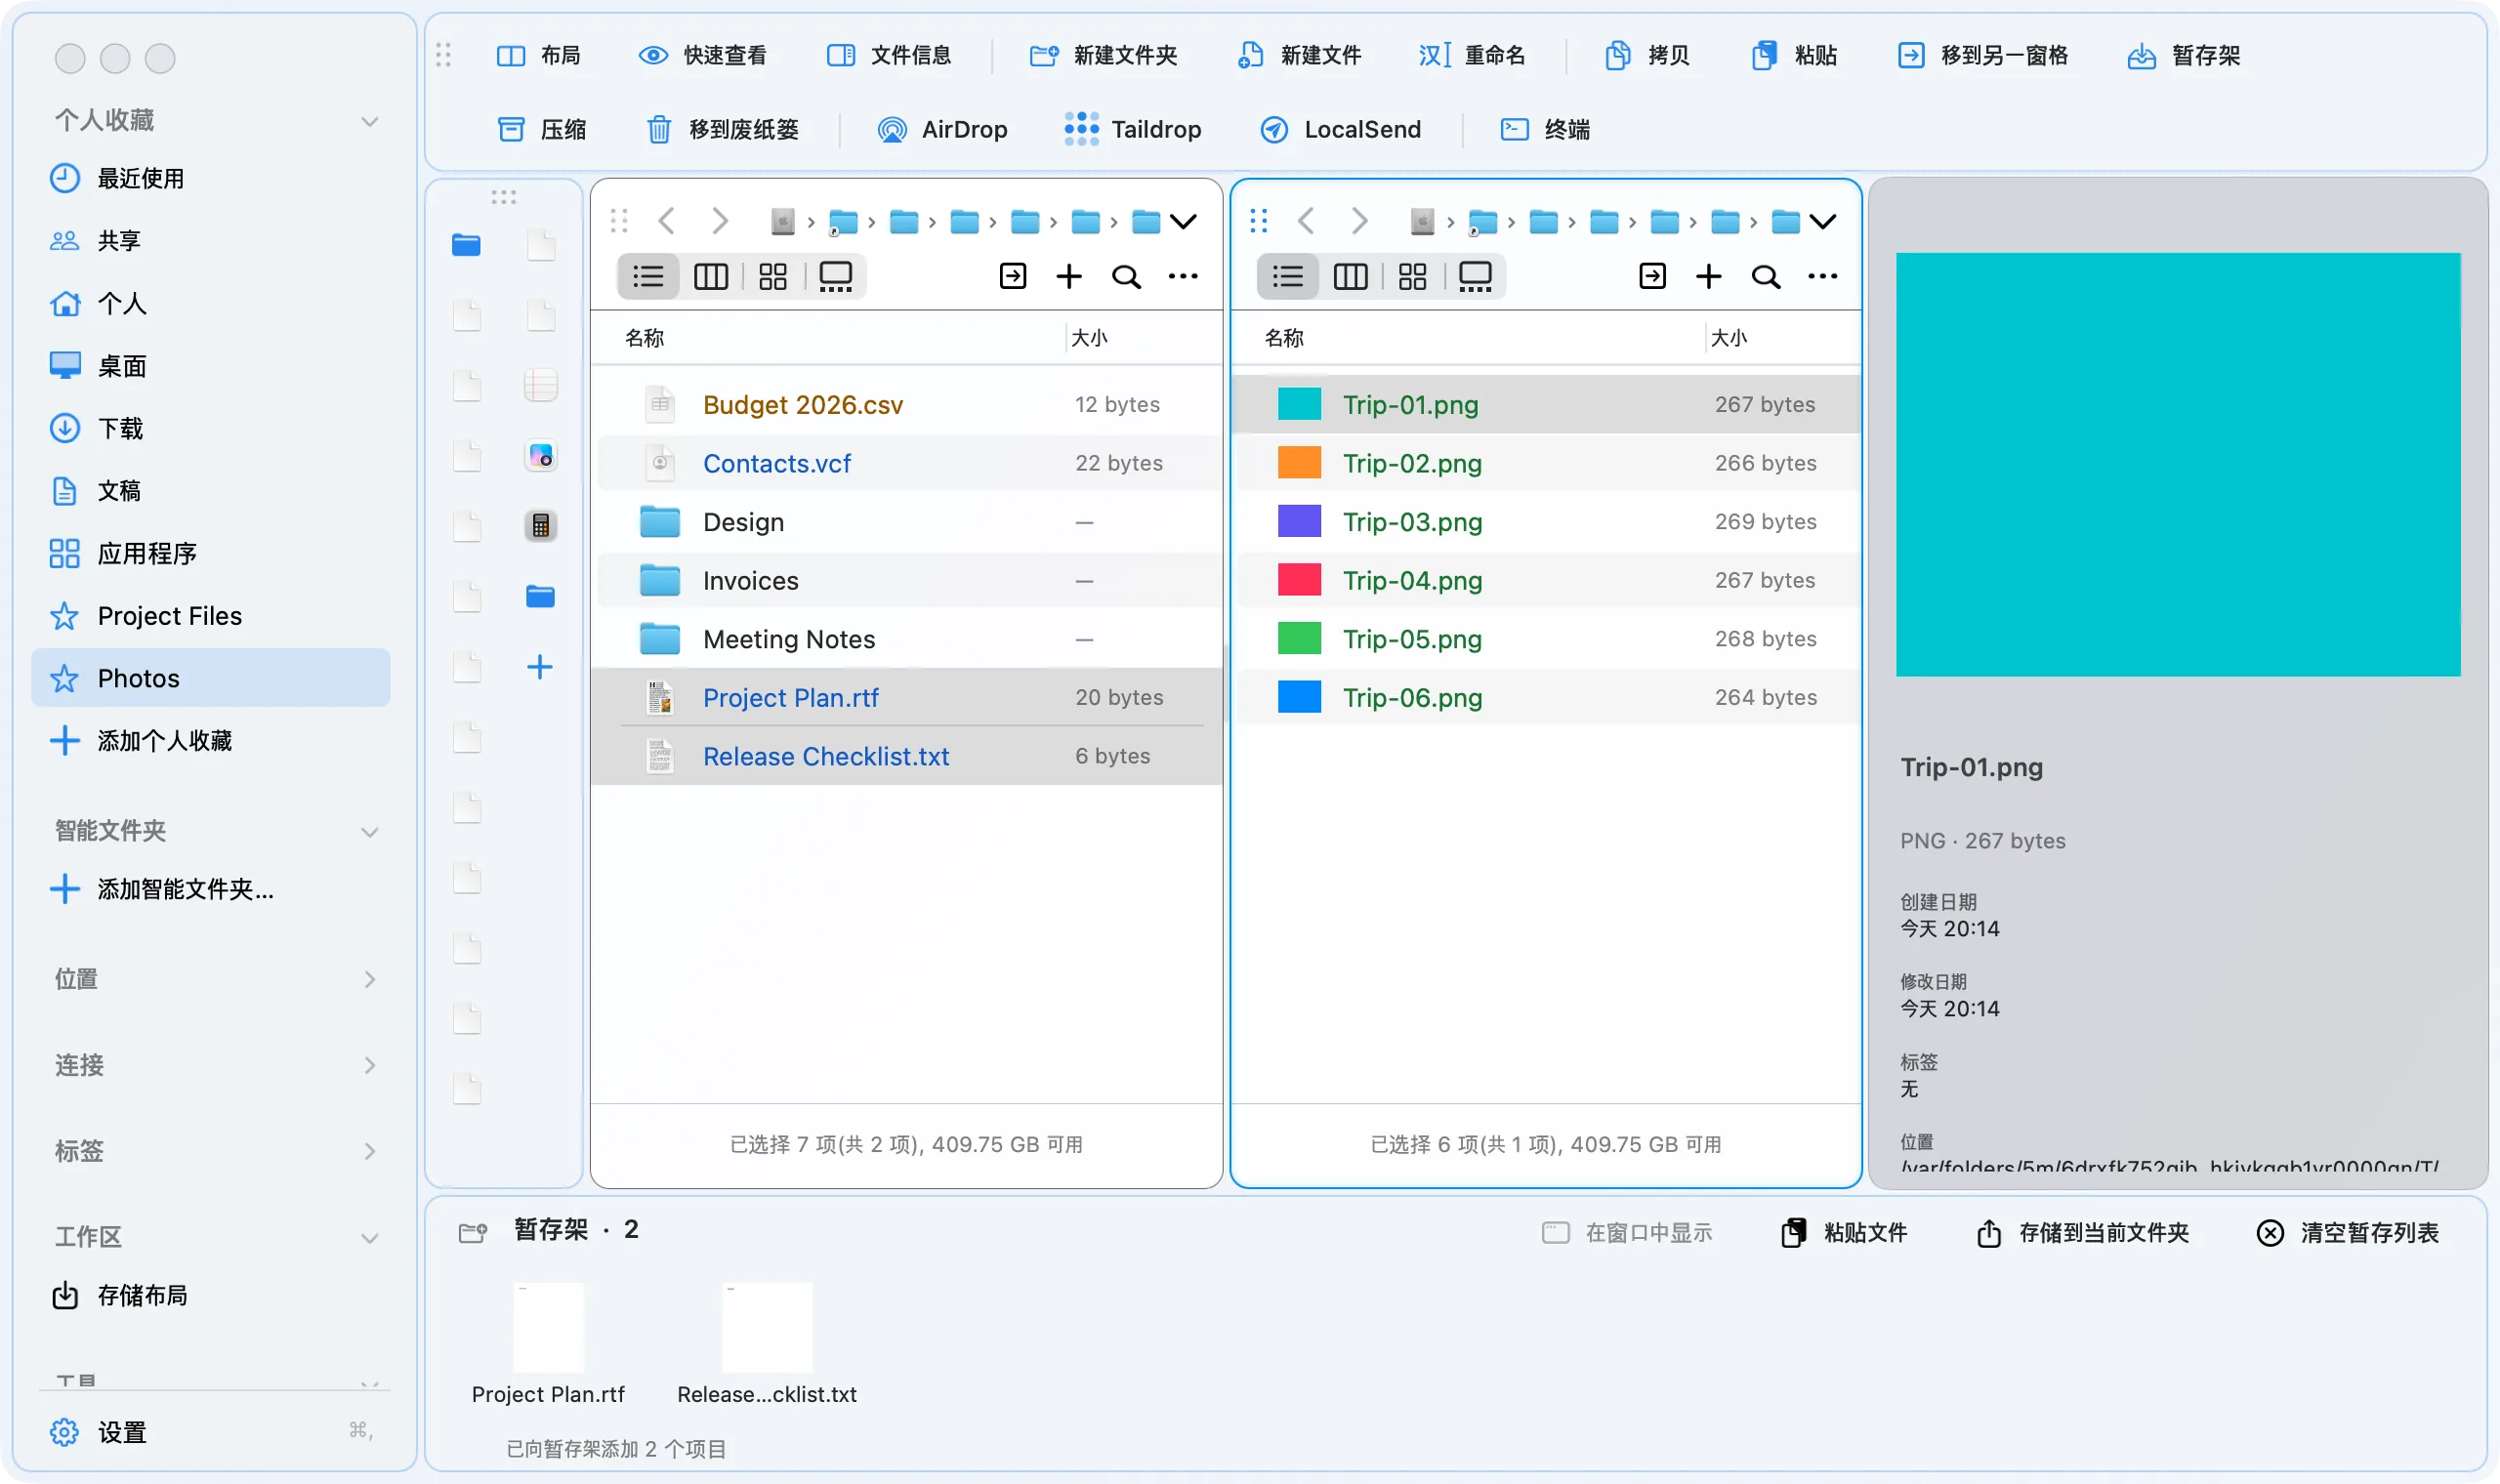 布局 快速查看 文件信息 新建文件夹 新建文件 汉 重命名 拷贝 粘贴 移到另一窗格 暂存架
压缩 移到废纸篓 AirDrop Taildrop LocalSend 终端
个人收藏
最近使用
共享
个人
桌面
下载
文稿
应用程序
Project Files
Photos
添加个人收藏
智能文件夹
添加智能文件夹...
位置
连接
标签
工作区
存储布局
工具
设置 ⌘,
名称 大小
Budget 2026.csv 12 bytes
Contacts.vcf 22 bytes
Design —
Invoices —
Meeting Notes —
Project Plan.rtf 20 bytes
Release Checklist.txt 6 bytes
已选择 7 项(共 2 项), 409.75 GB 可用
名称 大小
Trip-01.png 267 bytes
Trip-02.png 266 bytes
Trip-03.png 269 bytes
Trip-04.png 267 bytes
Trip-05.png 268 bytes
Trip-06.png 264 bytes
已选择 6 项(共 1 项), 409.75 GB 可用
Trip-01.png
PNG · 267 bytes
创建日期
今天 20:14
修改日期
今天 20:14
标签
无
位置
暂存架 · 2 在窗口中显示 粘贴文件 存储到当前文件夹 清空暂存列表
Project Plan.rtf Release...cklist.txt
已向暂存架添加 2 个项目